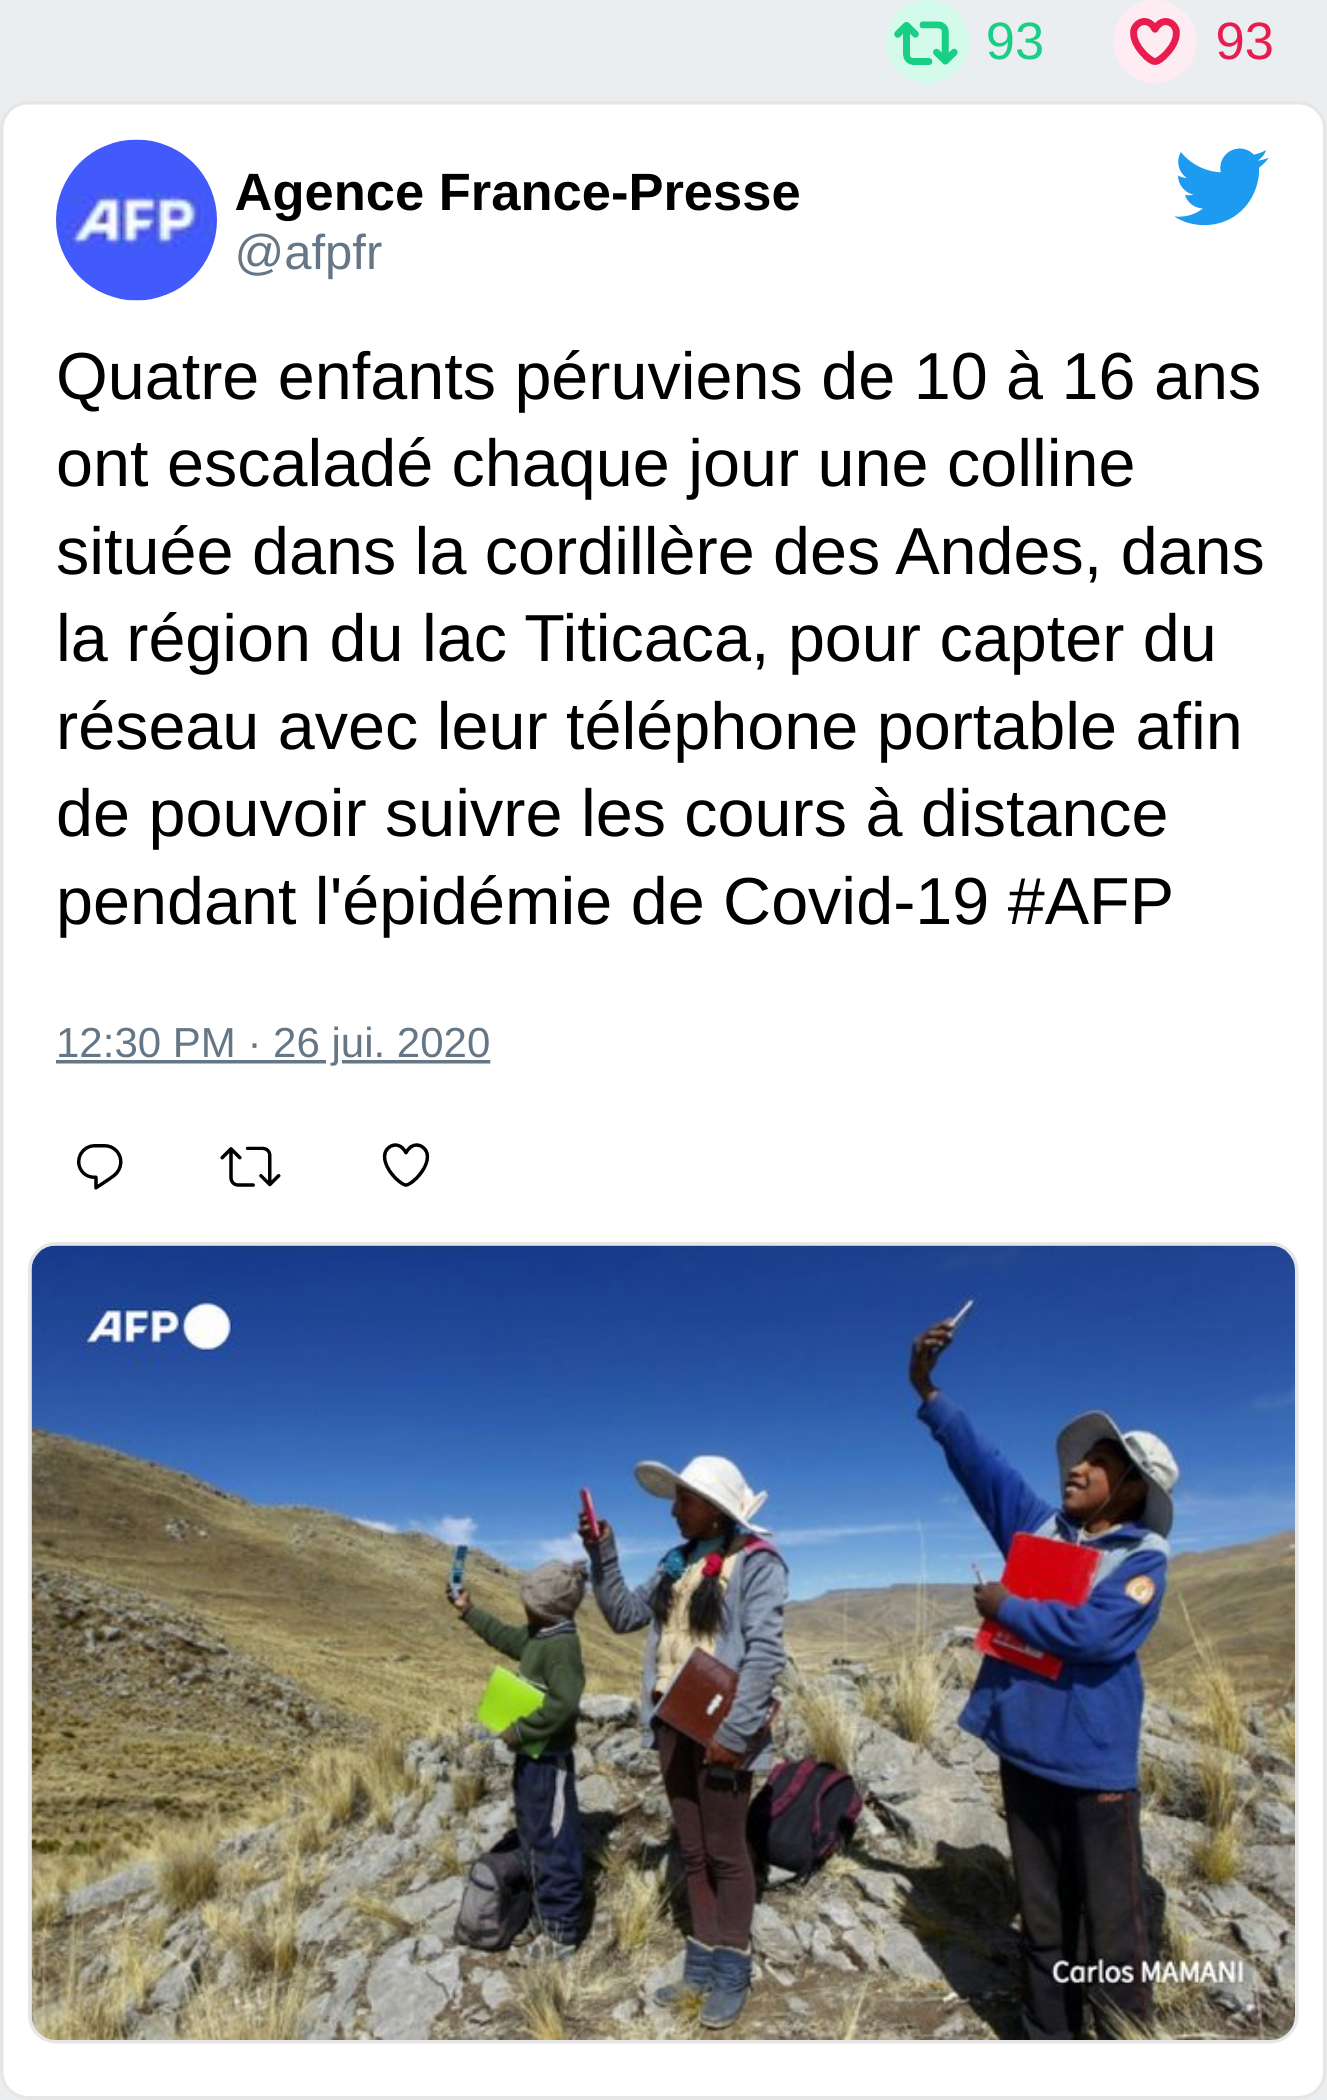 93 93
AFP
Agence France-Presse
@afpfr
Quatre enfants péruviens de 10 à 16 ans
ont escaladé chaque jour une colline
située dans la cordillère des Andes, dans
la région du lac Titicaca, pour capter du
réseau avec leur téléphone portable afin
de pouvoir suivre les cours à distance
pendant l'épidémie de Covid-19 #AFP
12:30 PM · 26 jui. 2020
AFP
Carlos MAMANI